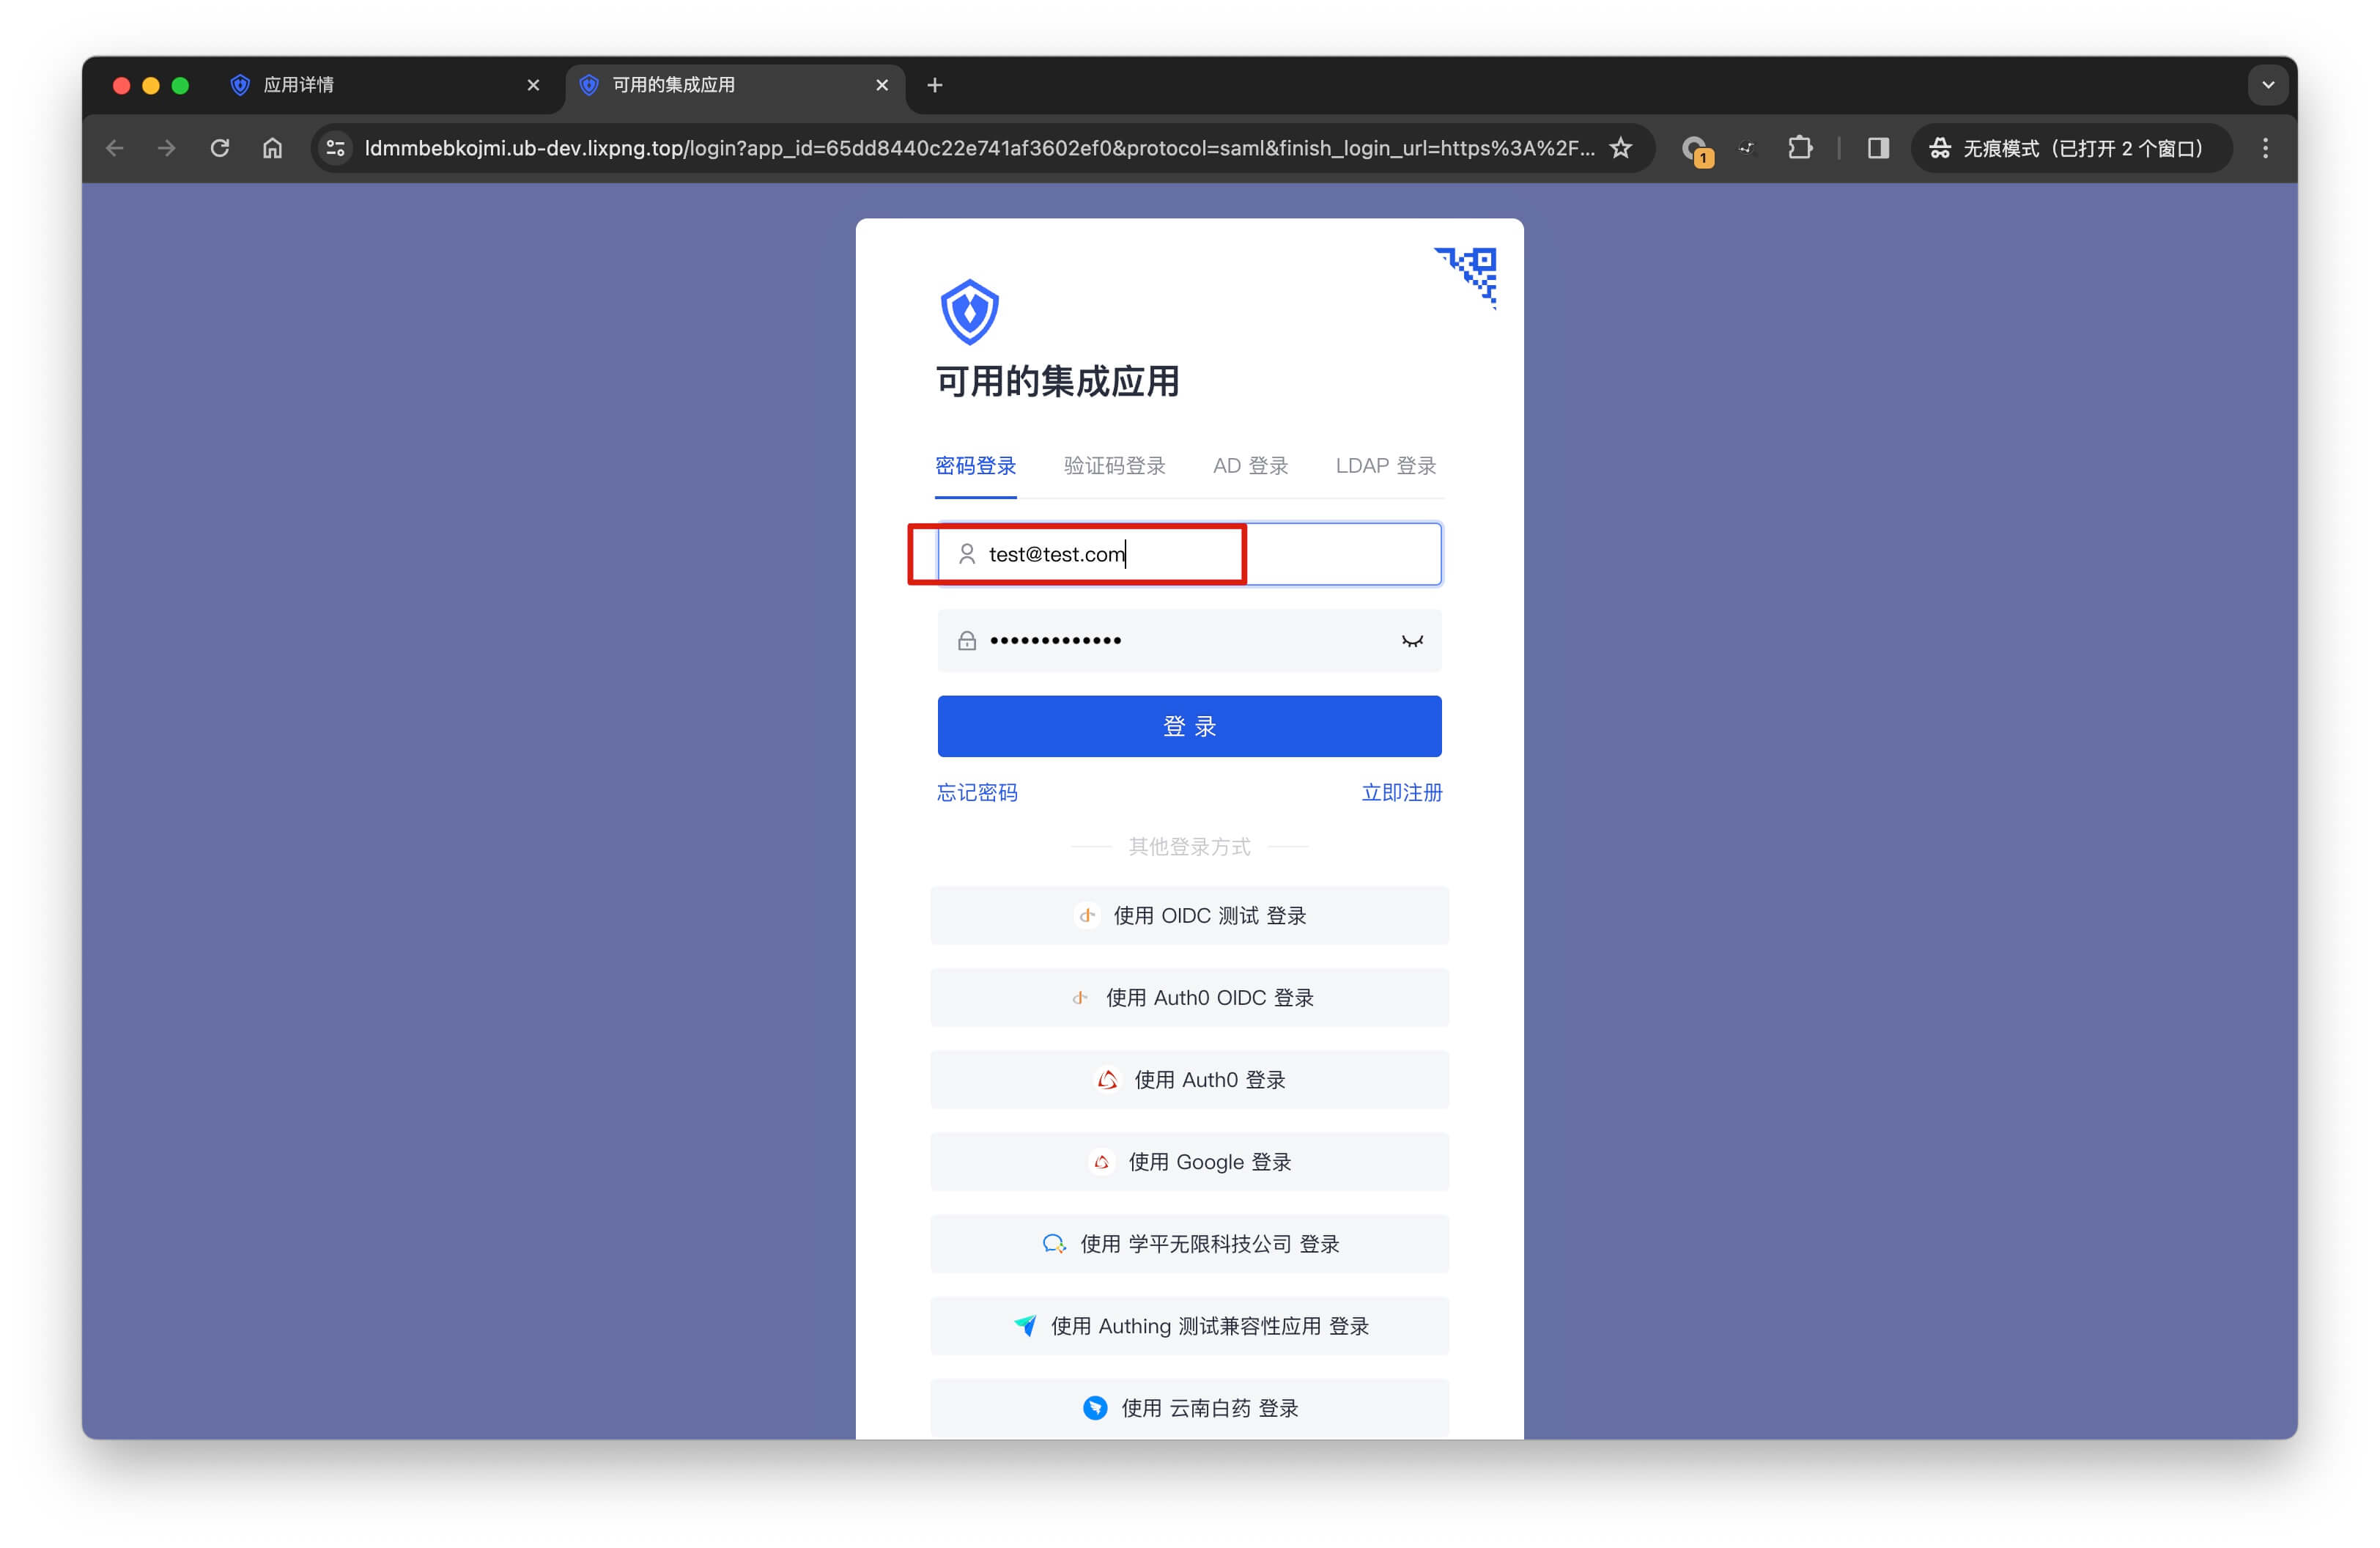 应用详情
可用的集成应用
ldmmbebkojmi.ub-dev.lixpng.top/login?app_id=65dd8440c22e741af3602ef0&protocol=saml&finish_login_url=https%3A%2F...
1
无痕模式（已打开 2 个窗口）
可用的集成应用
密码登录 验证码登录 AD 登录 LDAP 登录
test@test.com
•••••••••••••
登 录
忘记密码 立即注册
其他登录方式
使用 OIDC 测试 登录
使用 Auth0 OIDC 登录
使用 Auth0 登录
使用 Google 登录
使用 学平无限科技公司 登录
使用 Authing 测试兼容性应用 登录
使用 云南白药 登录